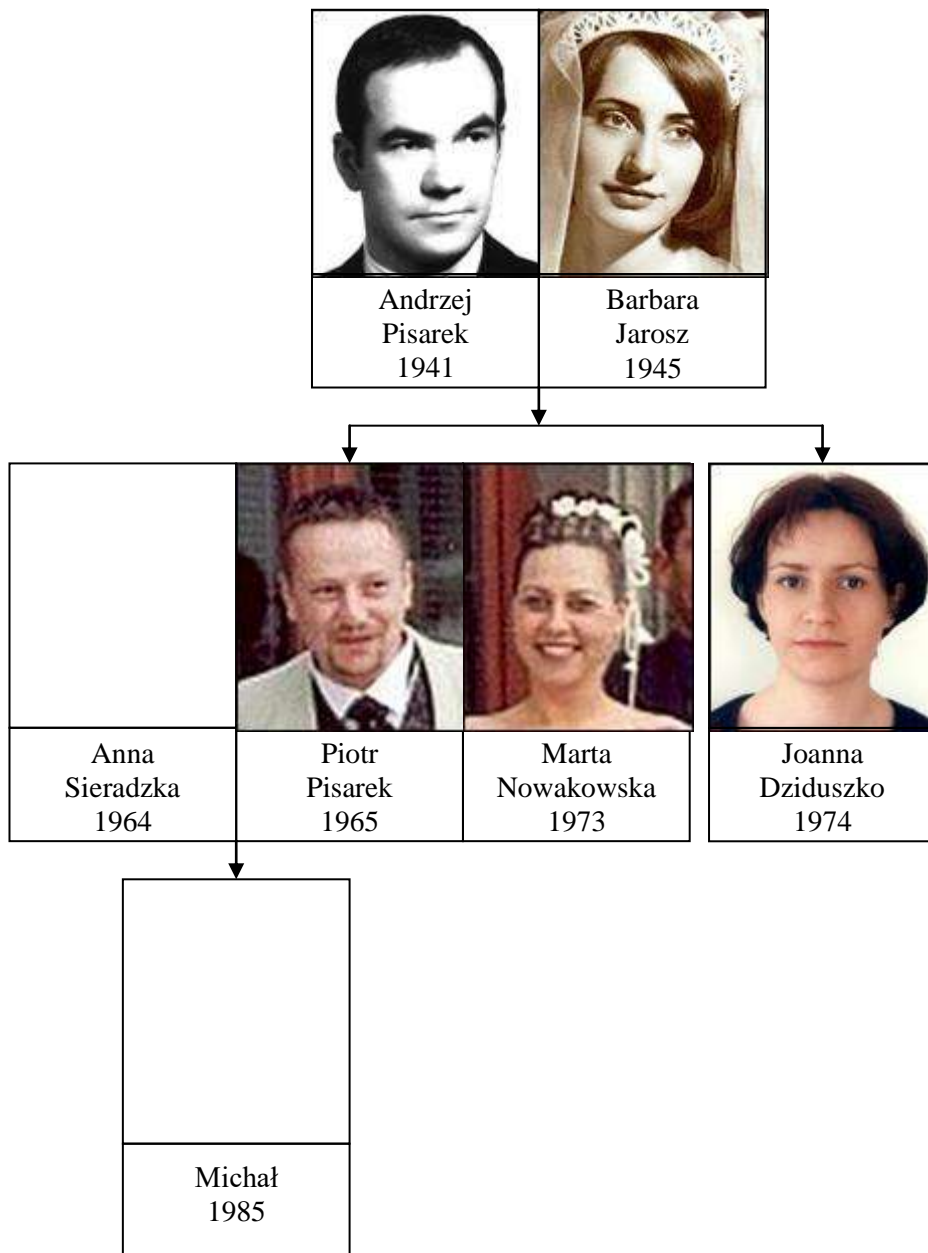 Andrzej
Pisarek
1941
Barbara
Jarosz
1945
Anna
Sieradzka
1964
Piotr
Pisarek
1965
Marta
Nowakowska
1973
Joanna
Dziduszko
1974
Michał
1985